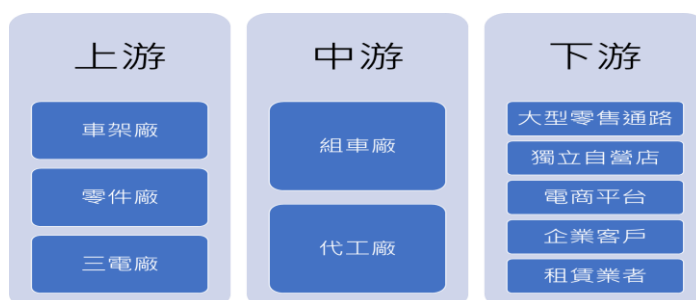 上游
車架廠
零件廠
三電廠
中游
組車廠
代工廠
下游
大型零售通路
獨立自營店
電商平台
企業客戶
租賃業者